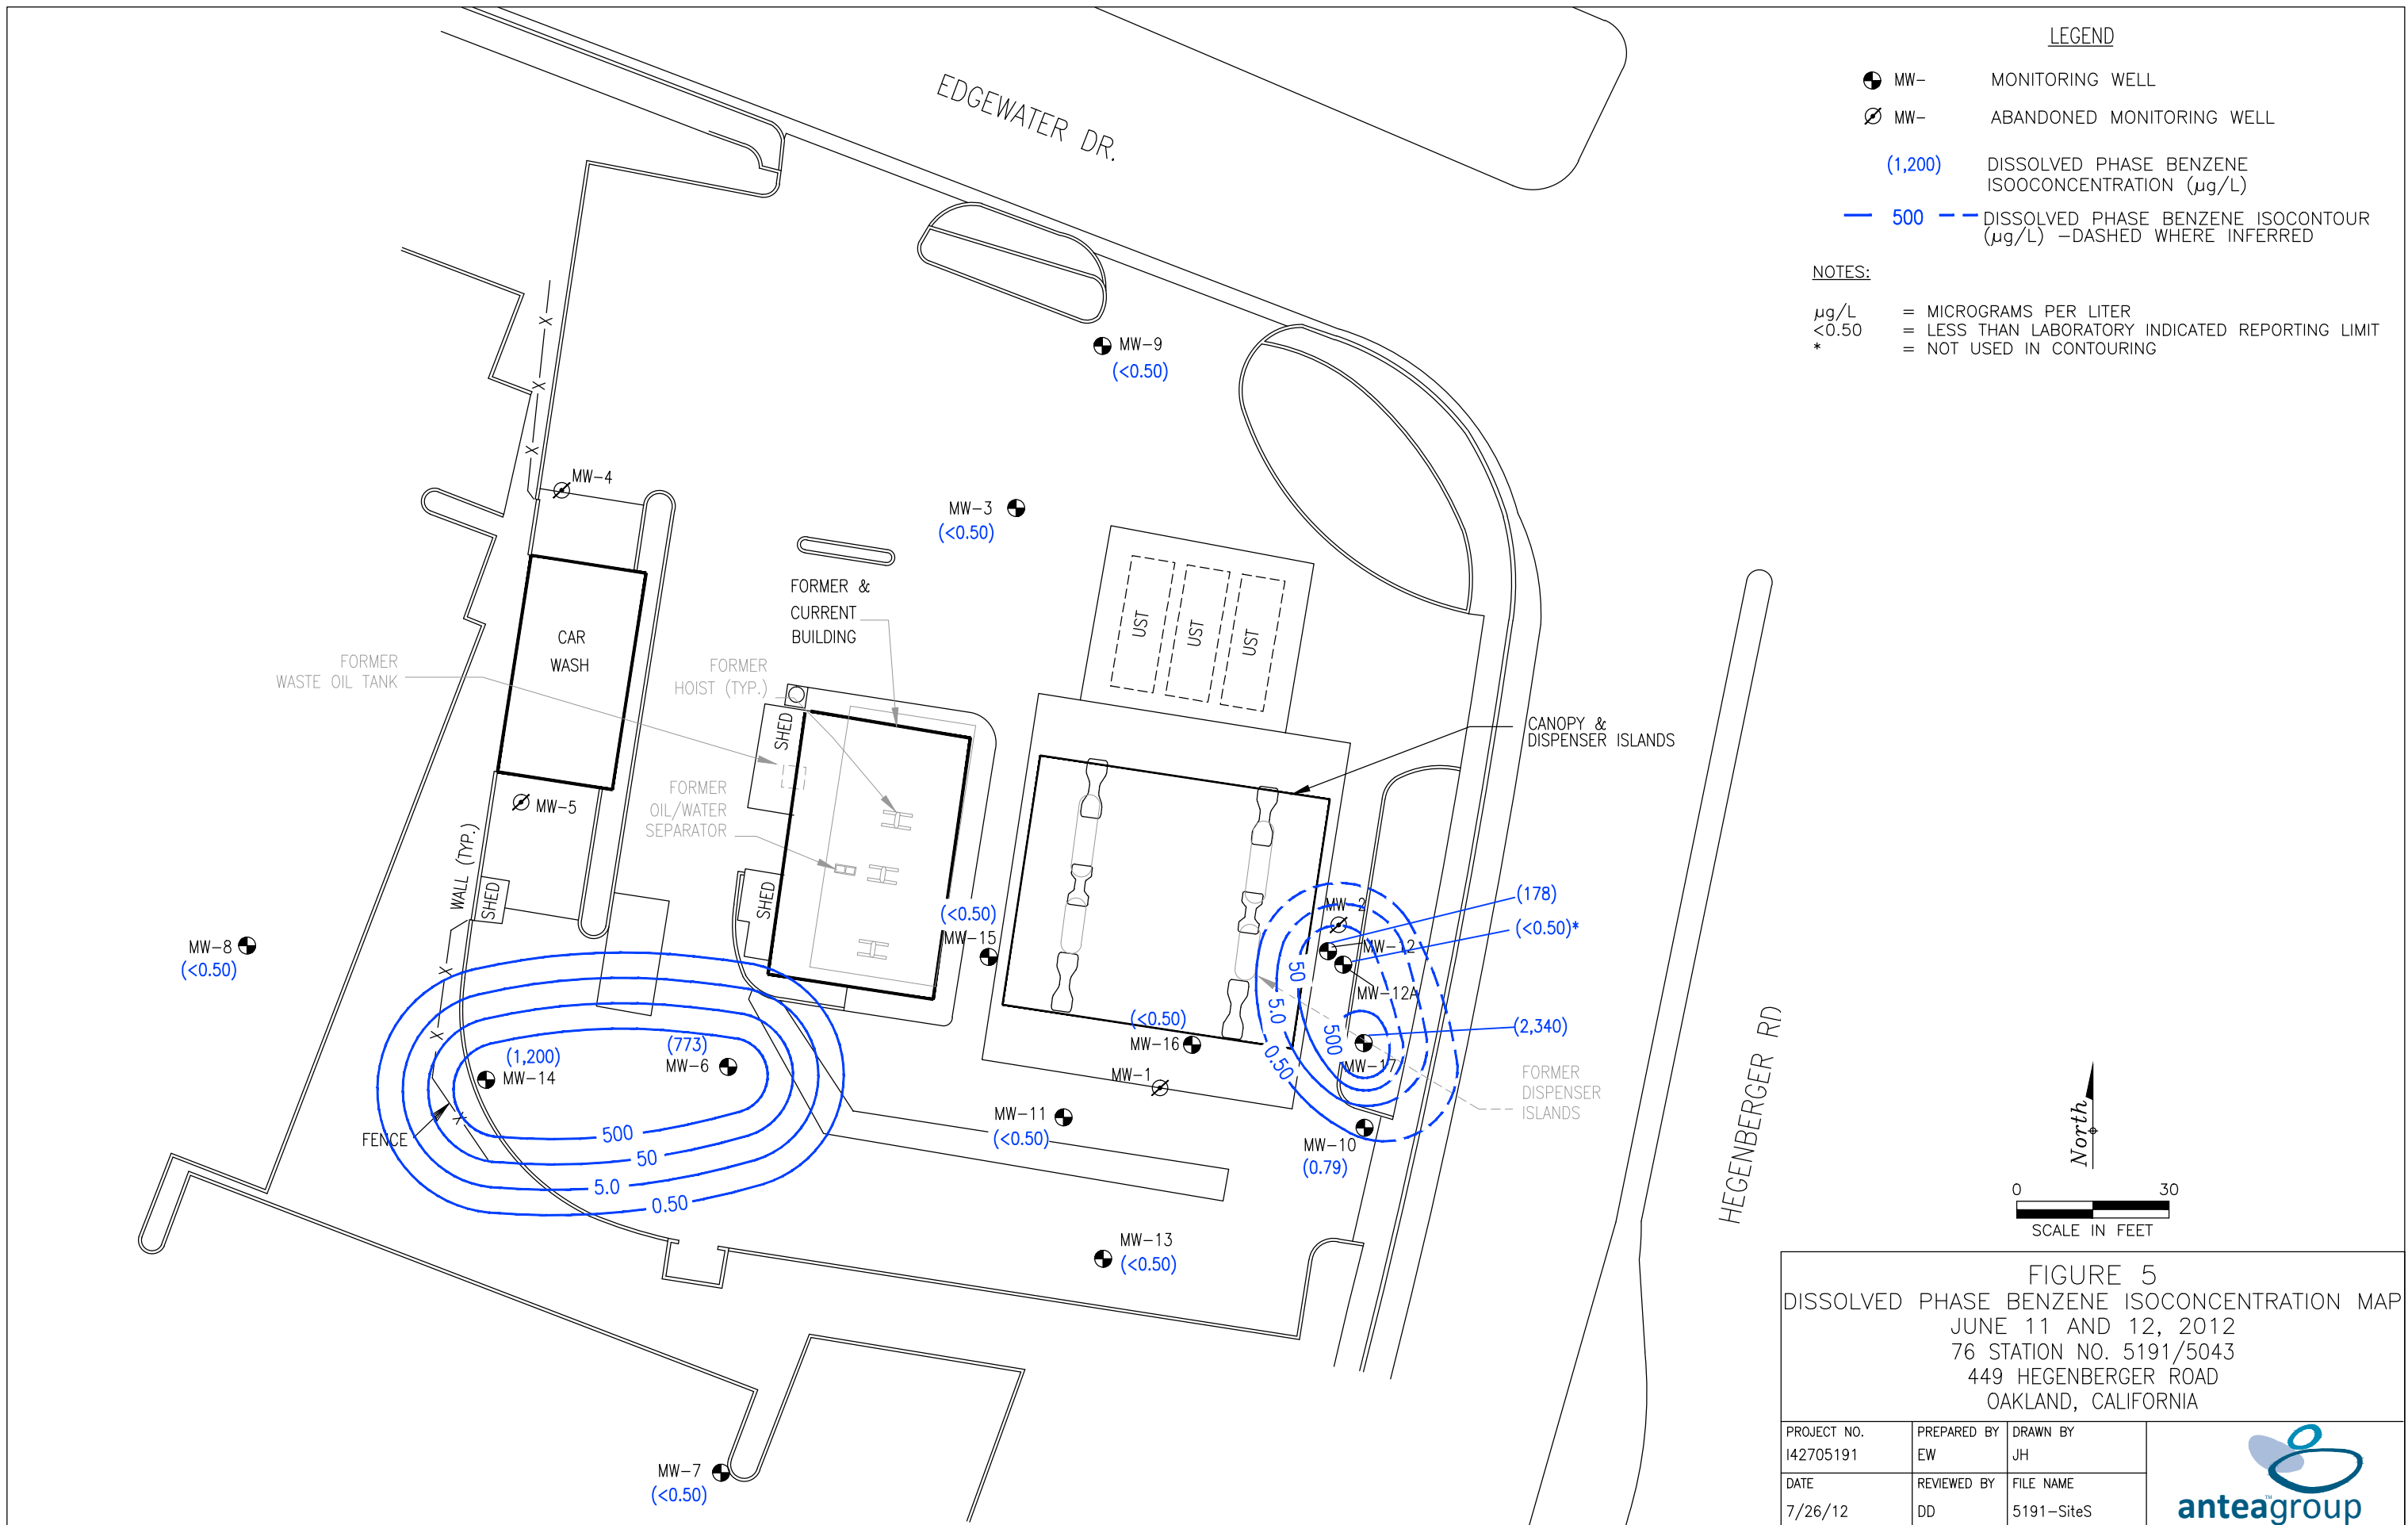 LEGEND
MW- MONITORING WELL
MW- ABANDONED MONITORING WELL
(1,200) DISSOLVED PHASE BENZENE
ISOOCONCENTRATION (µg/L)
500 DISSOLVED PHASE BENZENE ISOCONTOUR
(µg/L) -DASHED WHERE INFERRED
NOTES:
µg/L = MICROGRAMS PER LITER
<0.50 = LESS THAN LABORATORY INDICATED REPORTING LIMIT
* = NOT USED IN CONTOURING
EDGEWATER DR.
MW-9
(<0.50)
X
X
X
MW-4
MW-3
(<0.50)
FORMER &
CURRENT
BUILDING
UST
UST
UST
CAR
WASH
FORMER
WASTE OIL TANK
FORMER
HOIST (TYP.)
SHED
CANOPY &
DISPENSER ISLANDS
FORMER
OIL/WATER
SEPARATOR
MW-5
WALL (TYP.)
SHED
SHED
(<0.50)
MW-15
MW-8
(<0.50)
X
X
X
(178)
MW-2
(<0.50)*
MW-12
MW-12A
50
5.0
500
0.50
(2,340)
MW-17
(<0.50)
MW-16
MW-1
FORMER
DISPENSER
ISLANDS
(1,200)
MW-14
(773)
MW-6
FENCE
500
50
5.0
0.50
MW-11
(<0.50)
MW-10
(0.79)
MW-13
(<0.50)
MW-7
(<0.50)
HEGENBERGER RD
North
0 30
SCALE IN FEET
FIGURE 5
DISSOLVED PHASE BENZENE ISOCONCENTRATION MAP
JUNE 11 AND 12, 2012
76 STATION NO. 5191/5043
449 HEGENBERGER ROAD
OAKLAND, CALIFORNIA
PROJECT NO. PREPARED BY DRAWN BY
I42705191 EW JH
DATE REVIEWED BY FILE NAME
7/26/12 DD 5191-SiteS
anteagroup™